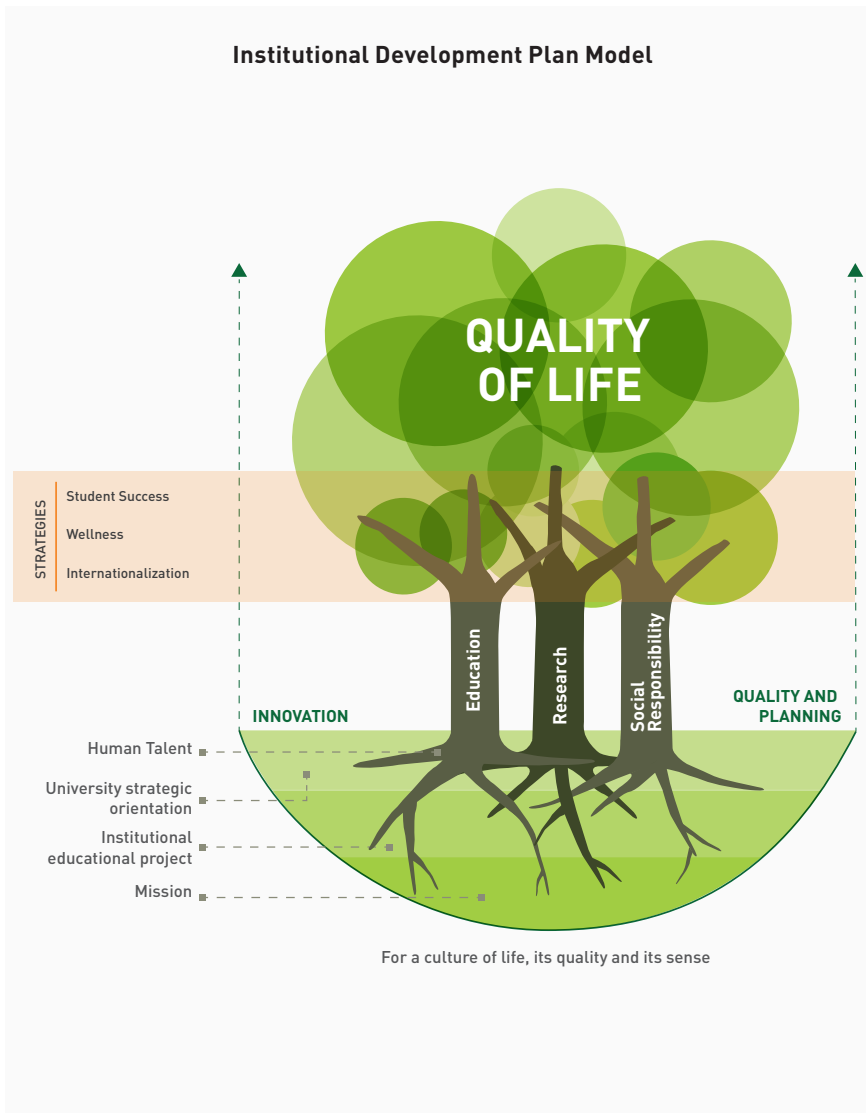 Institutional Development Plan Model
QUALITY
OF LIFE
STRATEGIES
Student Success
Wellness
Internationalization
Education
Research
Social
Responsibility
INNOVATION
QUALITY AND
PLANNING
Human Talent
University strategic
orientation
Institutional
educational project
Mission
For a culture of life, its quality and its sense